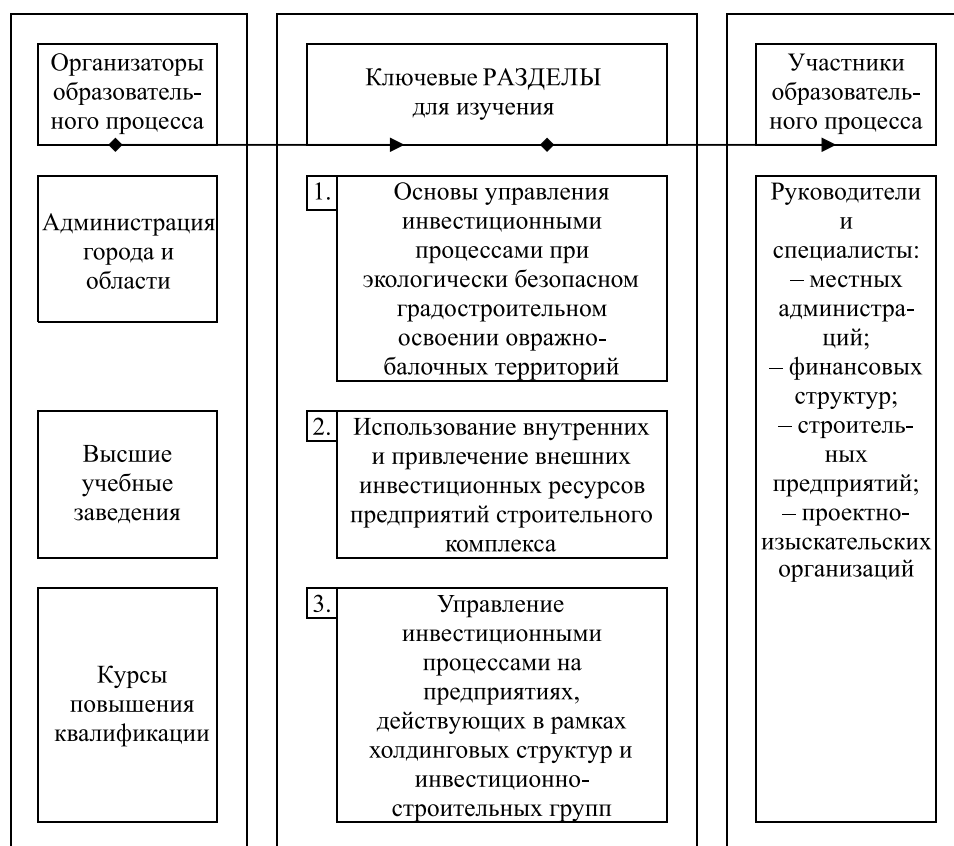 Организаторы
образователь-
ного процесса
Администрация
города и
области
Высшие
учебные
заведения
Курсы
повышения
квалификации
Ключевые РАЗДЕЛЫ
для изучения
1.
Основы управления
инвестиционными
процессами при
экологически безопасном
градостроительном
освоении овражно-
балочных территорий
2.
Использование внутренних
и привлечение внешних
инвестиционных ресурсов
предприятий строительного
комплекса
3.
Управление
инвестиционными
процессами на
предприятиях,
действующих в рамках
холдинговых структур и
инвестиционно-
строительных групп
Участники
образователь-
ного процесса
Руководители
и
специалисты:
– местных
администра-
ций;
– финансовых
структур;
– строитель-
ных
предприятий;
– проектно-
изыскательских
организаций